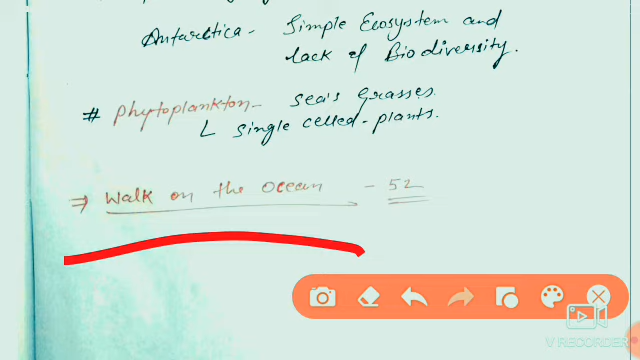 Antarctica - Simple Ecosystem and
lack of Biodiversity.
# Phytoplankton - Sea's grasses.
L single celled - plants.
⇒ Walk on the Ocean - 52
V RECORDER